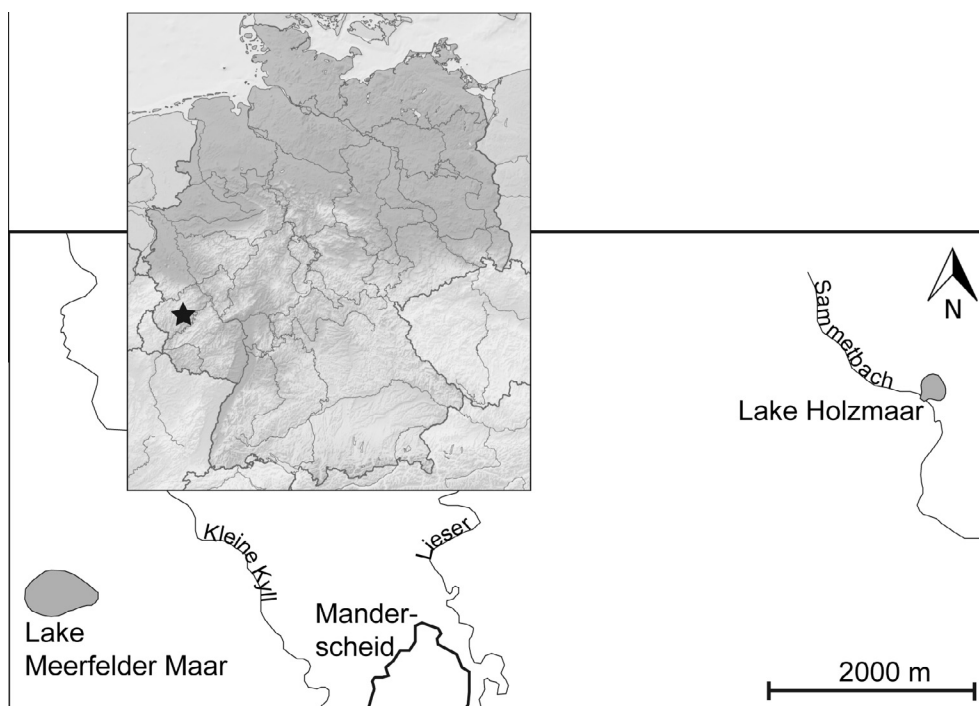 N
Sammetbach
Lake Holzmaar
Kleine Kyll
Lieser
Lake
Meerfelder Maar
Mander-
scheid
2000 m